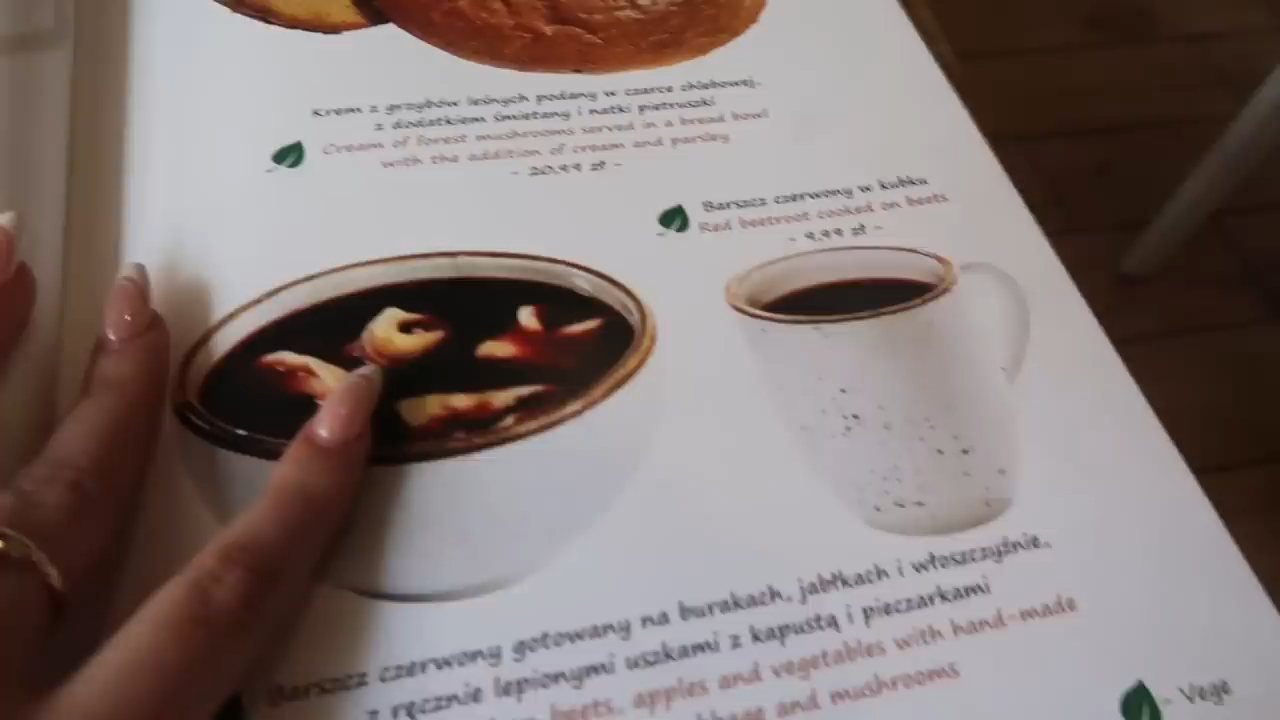 Krem z grzybów leśnych podany w czarce chlebowej,
z dodatkiem śmietany i natki pietruszki
Cream of forest mushrooms served in a bread bowl
with the addition of cream and parsley
- 20.99 zł -
Barszcz czerwony w kubku
Red beetroot cooked on beets
- 9.99 zł -
Barszcz czerwony gotowany na burakach, jabłkach i włoszczyźnie,
z ręcznie lepionymi uszkami z kapustą i pieczarkami
beets, apples and vegetables with hand-made
and mushrooms
- Vege